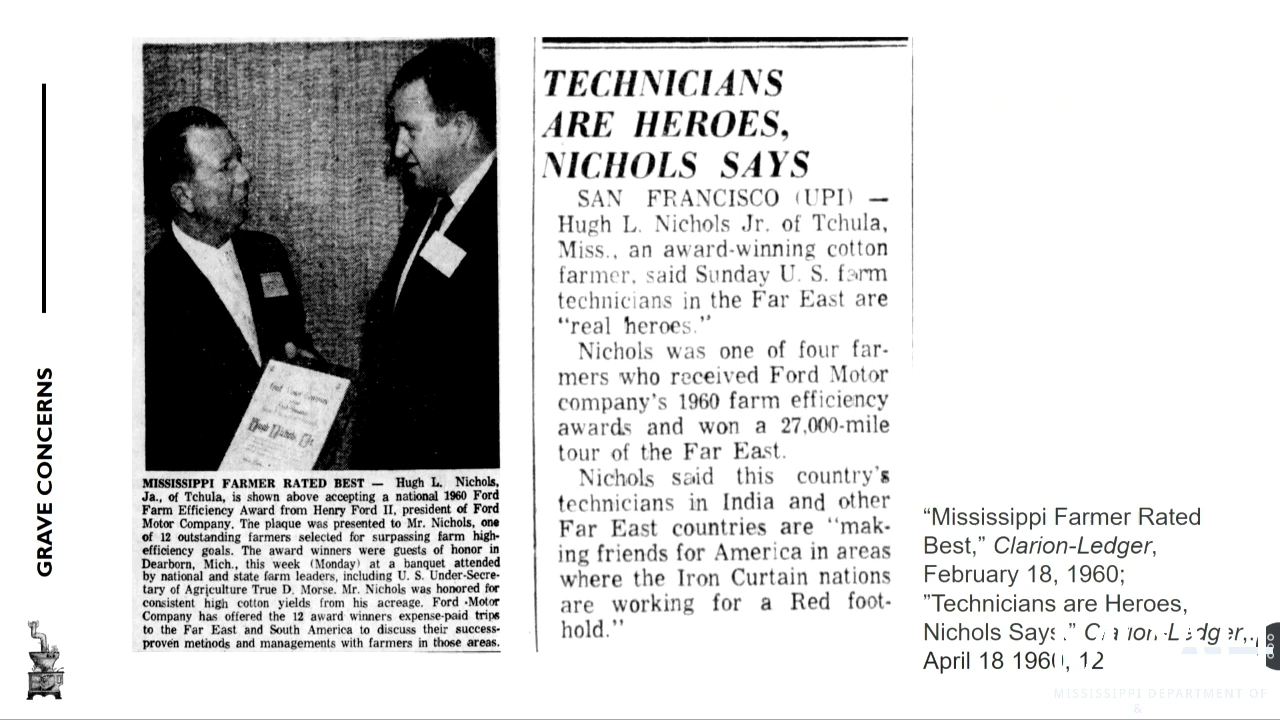 GRAVE CONCERNS
MISSISSIPPI FARMER RATED BEST — Hugh L. Nichols,
Ja., of Tchula, is shown above accepting a national 1960 Ford
Farm Efficiency Award from Henry Ford II, president of Ford
Motor Company. The plaque was presented to Mr. Nichols, one
of 12 outstanding farmers selected for surpassing farm high-
efficiency goals. The award winners were guests of honor in
Dearborn, Mich., this week (Monday) at a banquet attended
by national and state farm leaders, including U. S. Under-Secre-
tary of Agriculture True D. Morse. Mr. Nichols was honored for
consistent high cotton yields from his acreage. Ford Motor
Company has offered the 12 award winners expense-paid trips
to the Far East and South America to discuss their success-
proven methods and managements with farmers in those areas.
TECHNICIANS
ARE HEROES,
NICHOLS SAYS
SAN FRANCISCO (UPI) —
Hugh L. Nichols Jr. of Tchula,
Miss., an award-winning cotton
farmer, said Sunday U. S. farm
technicians in the Far East are
“real heroes.”
Nichols was one of four far-
mers who received Ford Motor
company's 1960 farm efficiency
awards and won a 27,000-mile
tour of the Far East.
Nichols said this country's
technicians in India and other
Far East countries are “mak-
ing friends for America in areas
where the Iron Curtain nations
are working for a Red foot-
hold.”
“Mississippi Farmer Rated
Best,” Clarion-Ledger,
February 18, 1960;
”Technicians are Heroes,
Nichols Says.” Clarion-Ledger,
April 18 1960, 12
MISSISSIPPI DEPARTMENT OF
&